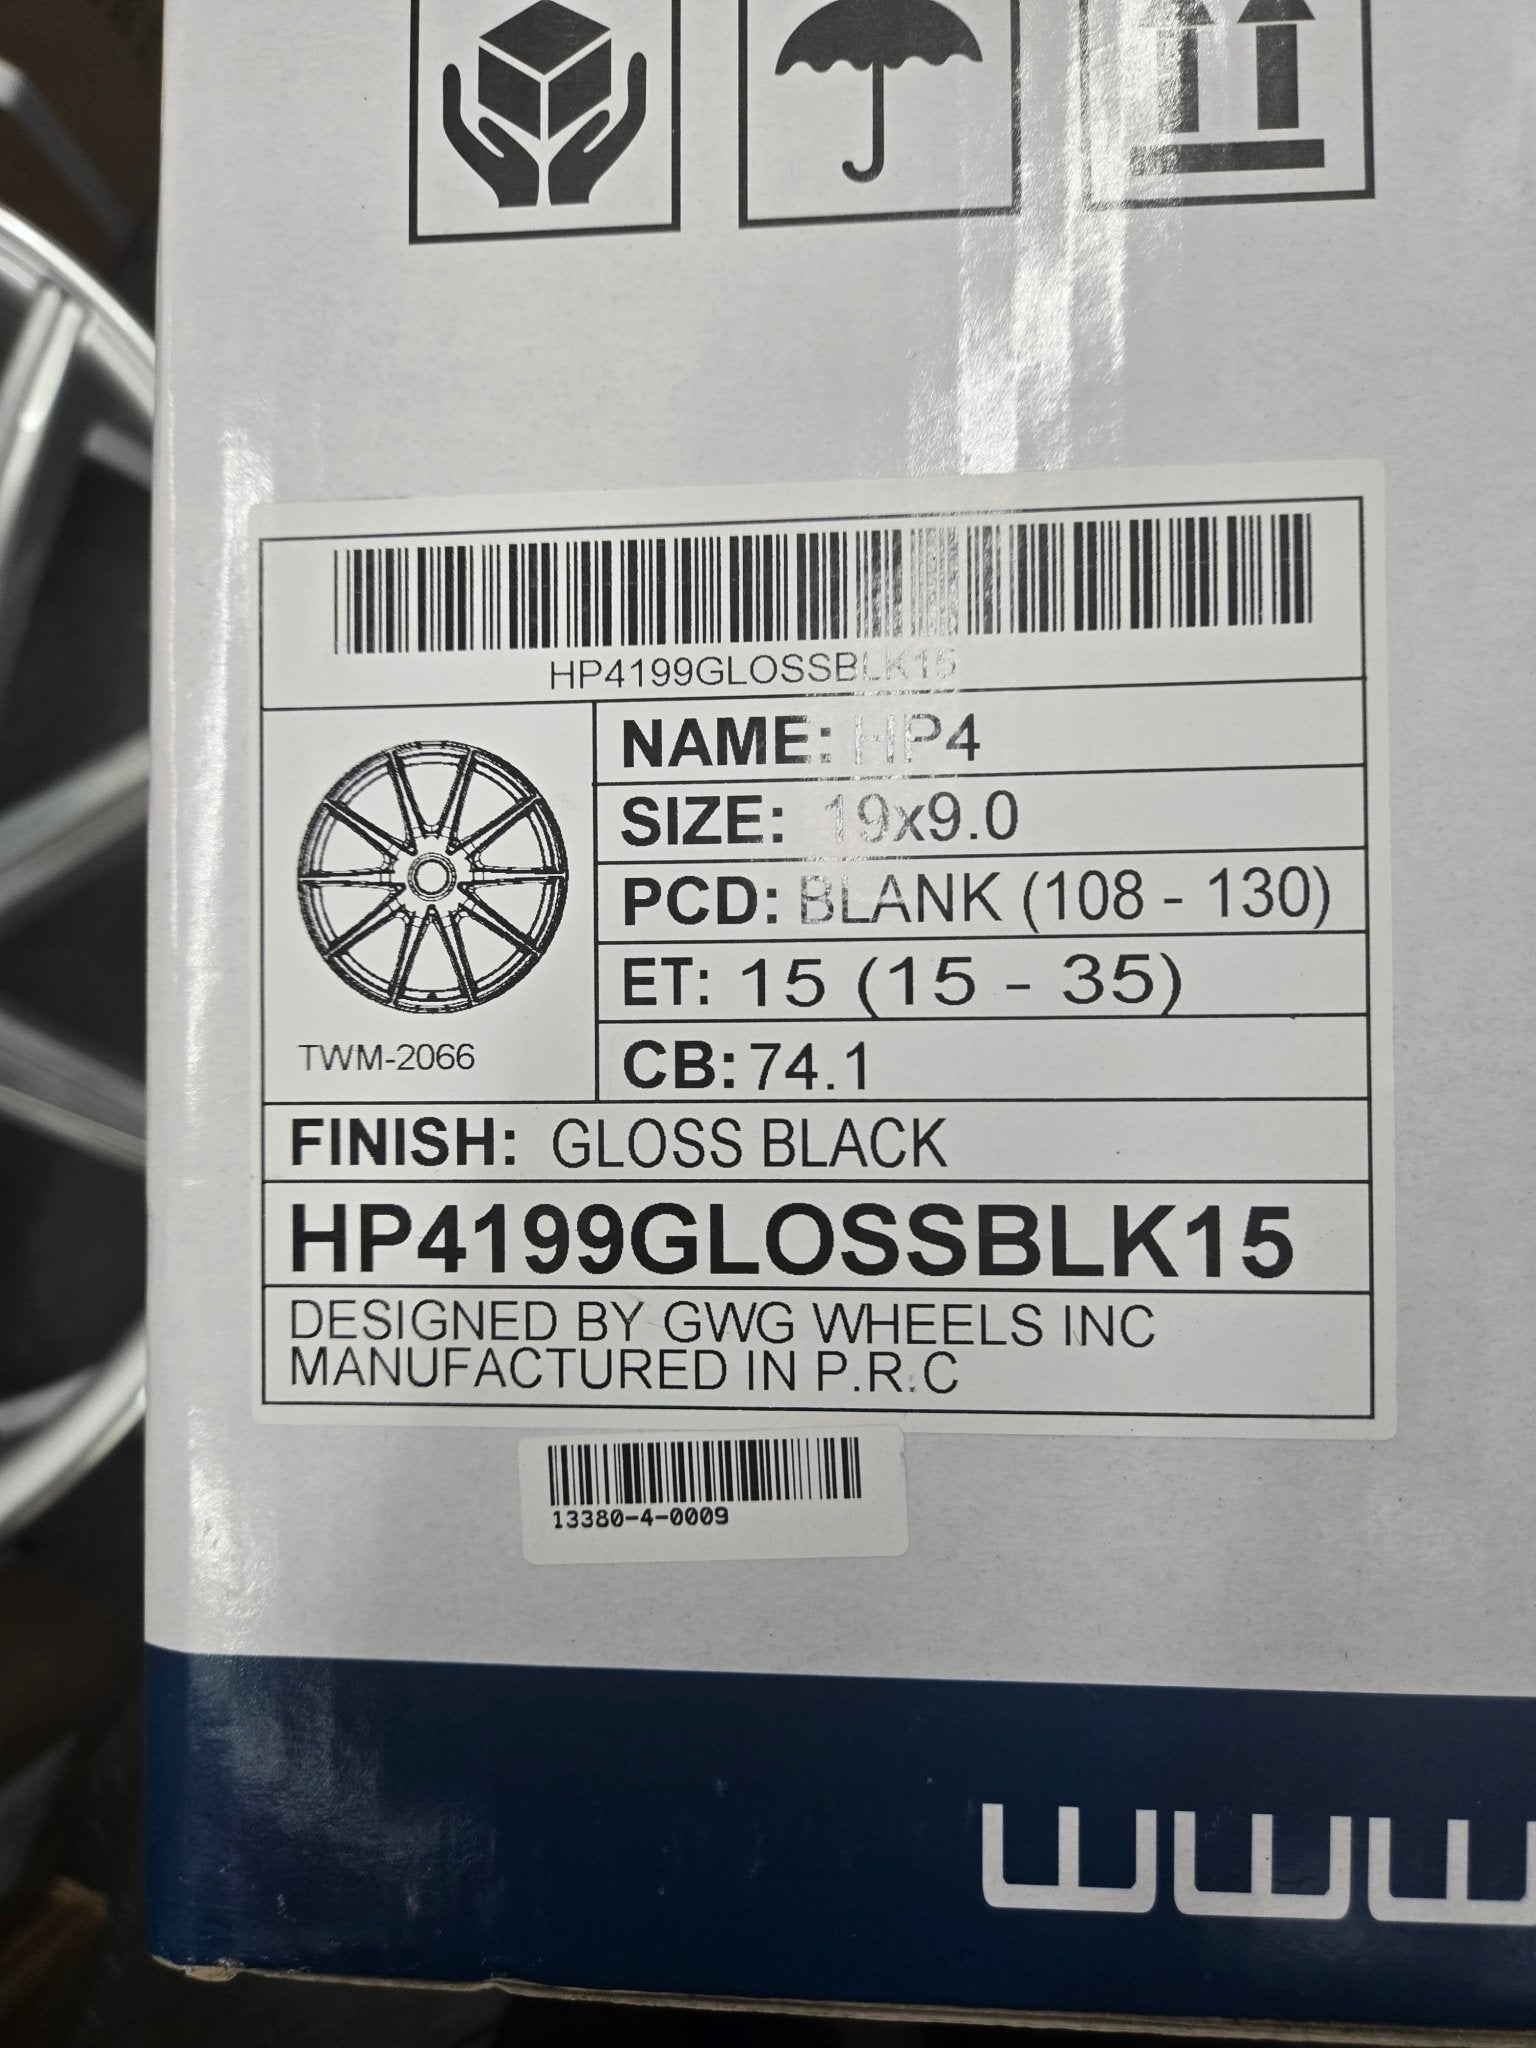 HP4199GLOSSBLK15
NAME: HP4
SIZE: 19x9.0
PCD: BLANK (108 - 130)
ET: 15 (15 - 35)
CB: 74.1
TWM-2066
FINISH: GLOSS BLACK
HP4199GLOSSBLK15
DESIGNED BY GWG WHEELS INC
MANUFACTURED IN P.R.C
13380-4-0009
www